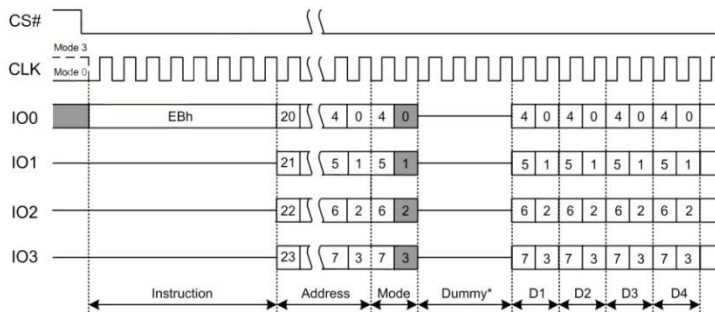 CS#
Mode 3
CLK
Mode 0
IO0 EBh 20 4 0 4 0 4 0 4 0 4 0 4 0
IO1 21 5 1 5 1 5 1 5 1 5 1 5 1
IO2 22 6 2 6 2 6 2 6 2 6 2 6 2
IO3 23 7 3 7 3 7 3 7 3 7 3 7 3
Instruction Address Mode Dummy* D1 D2 D3 D4